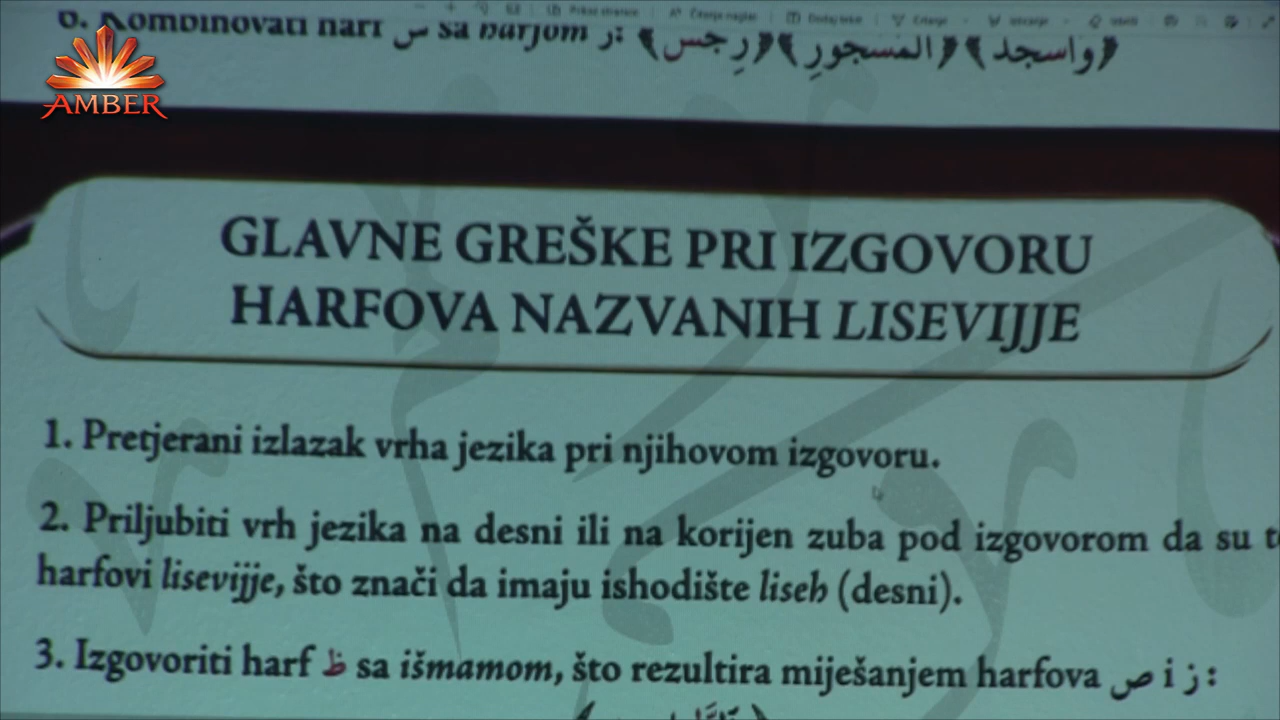 6. Kombinovati harf س sa harfom ر: ﴿رِجس﴾ ﴿المسجورِ﴾ ﴿واسجد﴾
AMBER
GLAVNE GREŠKE PRI IZGOVORU
HARFOVA NAZVANIH LISEVIJJE
1. Pretjerani izlazak vrha jezika pri njihovom izgovoru.
2. Priljubiti vrh jezika na desni ili na korijen zuba pod izgovorom da su
harfovi lisevijje, što znači da imaju ishodište liseh (desni).
3. Izgovoriti harf ظ sa išmamom, što rezultira miješanjem harfova ص i ز: